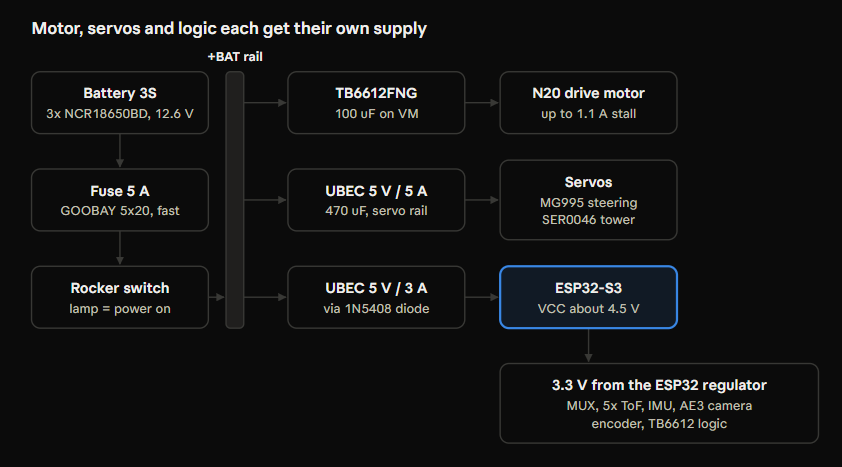 Motor, servos and logic each get their own supply
+BAT rail
Battery 3S
3x NCR18650BD, 12.6 V
TB6612FNG
100 uF on VM
N20 drive motor
up to 1.1 A stall
Fuse 5 A
GOOBAY 5x20, fast
UBEC 5 V / 5 A
470 uF, servo rail
Servos
MG995 steering
SER0046 tower
Rocker switch
lamp = power on
UBEC 5 V / 3 A
via 1N5408 diode
ESP32-S3
VCC about 4.5 V
3.3 V from the ESP32 regulator
MUX, 5x ToF, IMU, AE3 camera
encoder, TB6612 logic